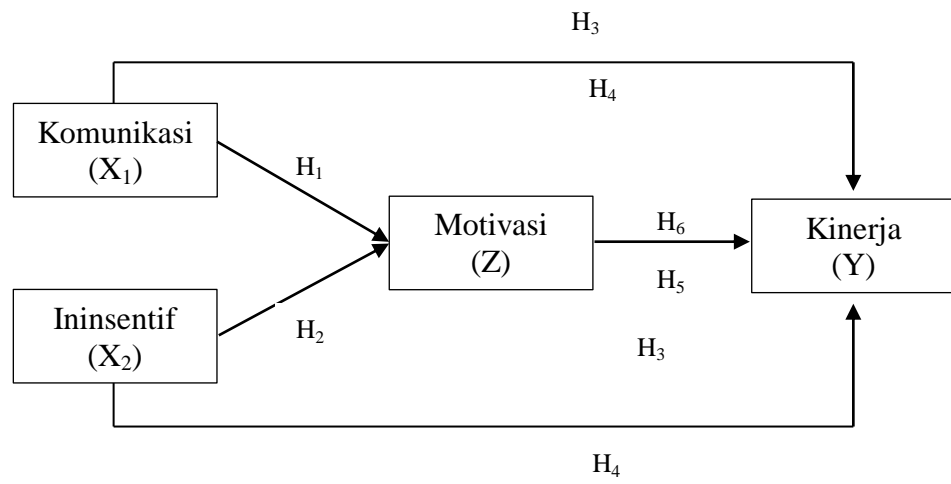 H₃
H₄
Komunikasi
(X₁)
H₁
Motivasi
(Z)
H₆
Kinerja
(Y)
H₅
Ininsentif
(X₂)
H₂
H₃
H₄